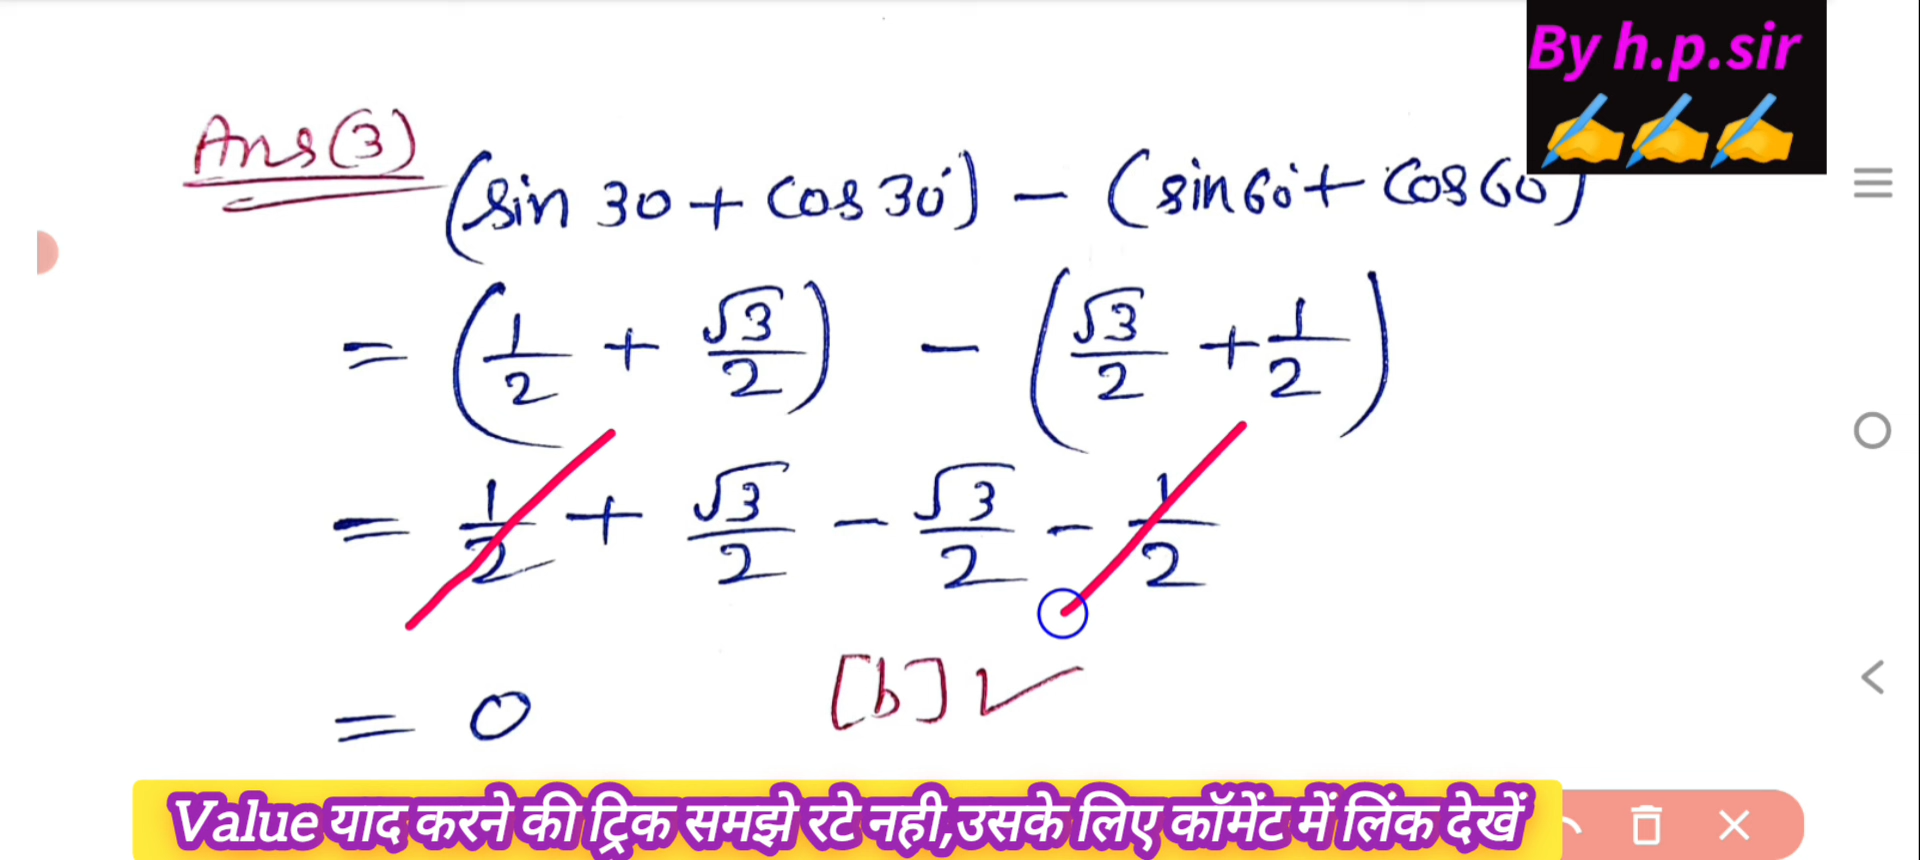 By h.p.sir
Ans(3)
(sin 30 + cos 30°) - (sin 60° + cos 60°)
= (1/2 + √3/2) - (√3/2 + 1/2)
= 1/2 + √3/2 - √3/2 - 1/2
= 0 [b] ✓
Value याद करने की ट्रिक समझे रटे नही,उसके लिए कॉमेंट में लिंक देखें